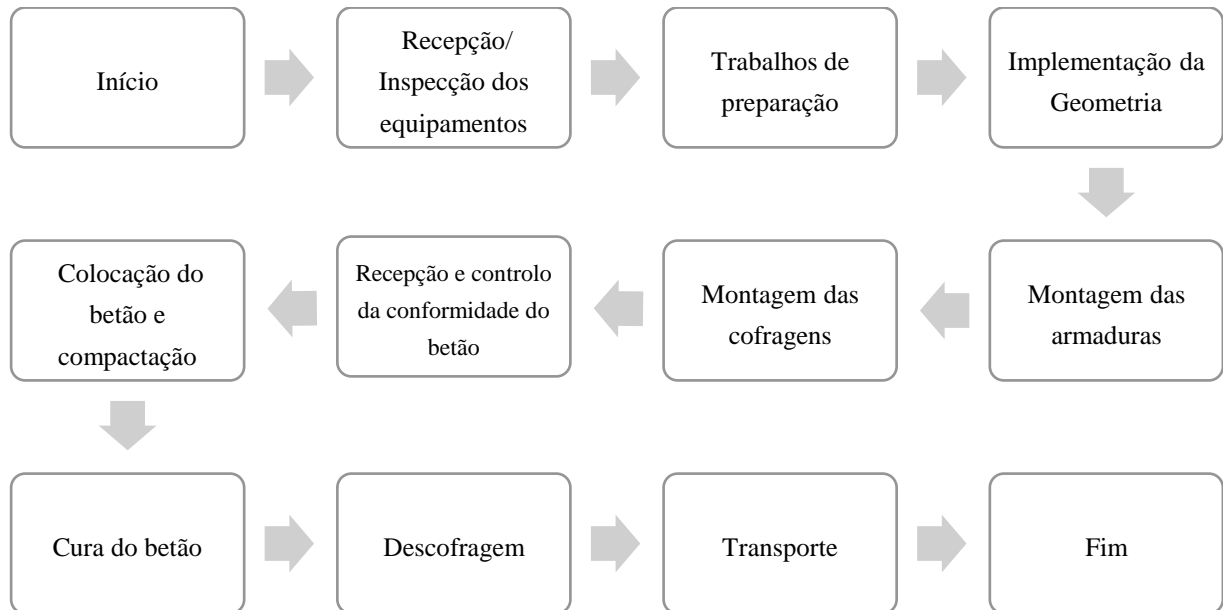 Início
Recepção/
Inspecção dos
equipamentos
Trabalhos de
preparação
Implementação da
Geometria
Colocação do
betão e
compactação
Recepção e controlo
da conformidade do
betão
Montagem das
cofragens
Montagem das
armaduras
Cura do betão
Descofragem
Transporte
Fim